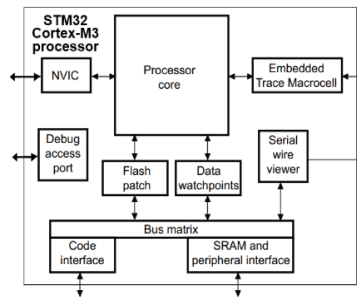 STM32
Cortex-M3
processor
NVIC
Processor
core
Embedded
Trace Macrocell
Debug
access
port
Flash
patch
Data
watchpoints
Serial
wire
viewer
Bus matrix
Code
interface
SRAM and
peripheral interface